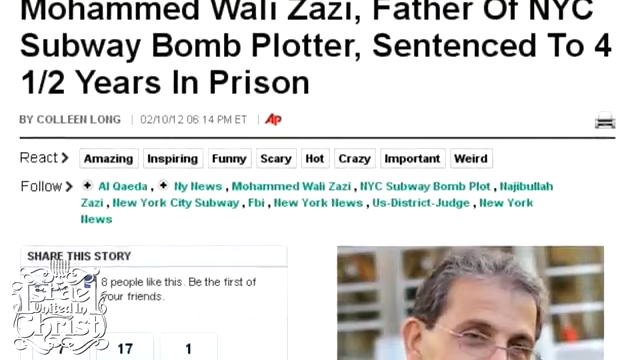 Mohammed Wali Zazi, Father Of NYC
Subway Bomb Plotter, Sentenced To 4
1/2 Years In Prison
BY COLLEEN LONG | 02/10/12 06:14 PM ET | AP
React Amazing Inspiring Funny Scary Hot Crazy Important Weird
Follow Al Qaeda , Ny News , Mohammed Wali Zazi , NYC Subway Bomb Plot , Najibullah
Zazi , New York City Subway , Fbi , New York News , Us-District-Judge , New York
News
SHARE THIS STORY
8 people like this. Be the first of
your friends.
Israel
United In
Christ
7 17 1